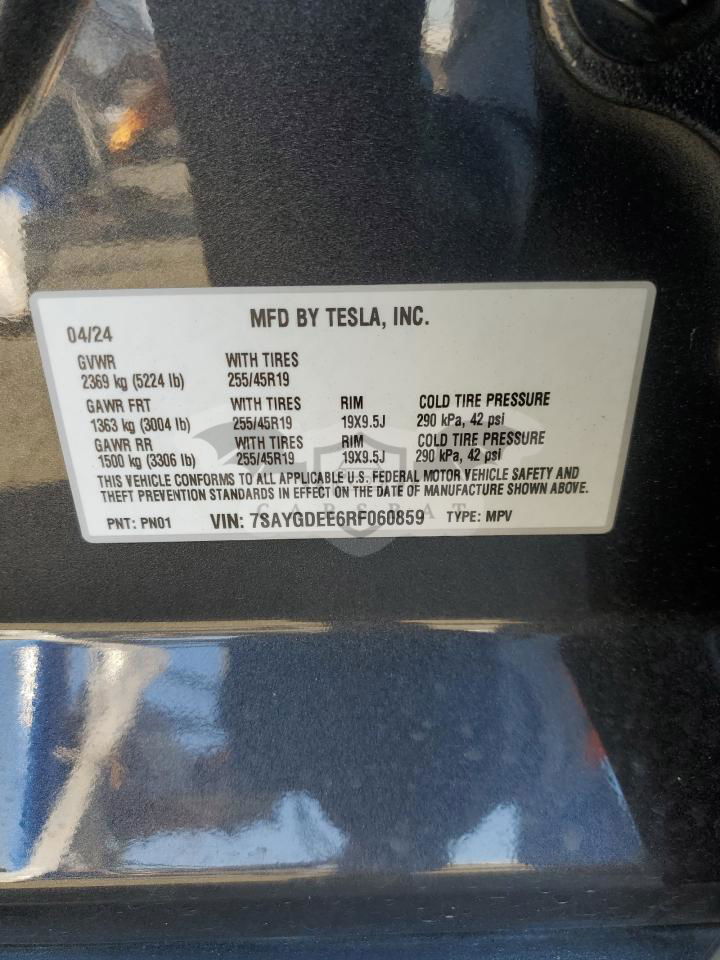 MFD BY TESLA, INC.
04/24
GVWR WITH TIRES
2369 kg (5224 lb) 255/45R19
GAWR FRT WITH TIRES RIM COLD TIRE PRESSURE
1363 kg (3004 lb) 255/45R19 19X9.5J 290 kPa, 42 psi
GAWR RR WITH TIRES RIM COLD TIRE PRESSURE
1500 kg (3306 lb) 255/45R19 19X9.5J 290 kPa, 42 psi
THIS VEHICLE CONFORMS TO ALL APPLICABLE U.S. FEDERAL MOTOR VEHICLE SAFETY AND
THEFT PREVENTION STANDARDS IN EFFECT ON THE DATE OF MANUFACTURE SHOWN ABOVE.
CARSBAT
PNT: PN01 VIN: 7SAYGDEE6RF060859 TYPE: MPV